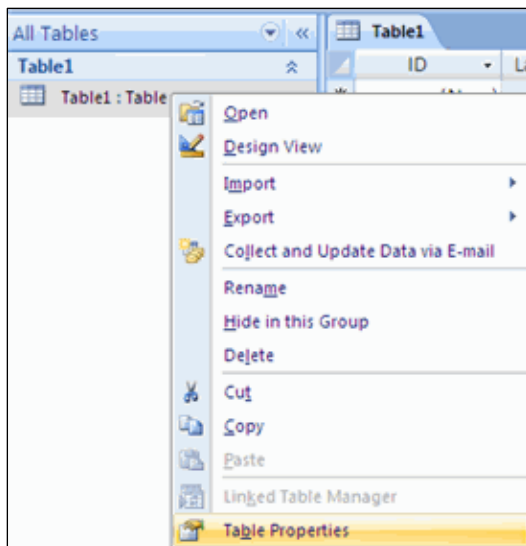 All Tables
Table1
Table1
ID
Table1 : Table
Open
Design View
Import
Export
Collect and Update Data via E-mail
Rename
Hide in this Group
Delete
Cut
Copy
Paste
Linked Table Manager
Table Properties